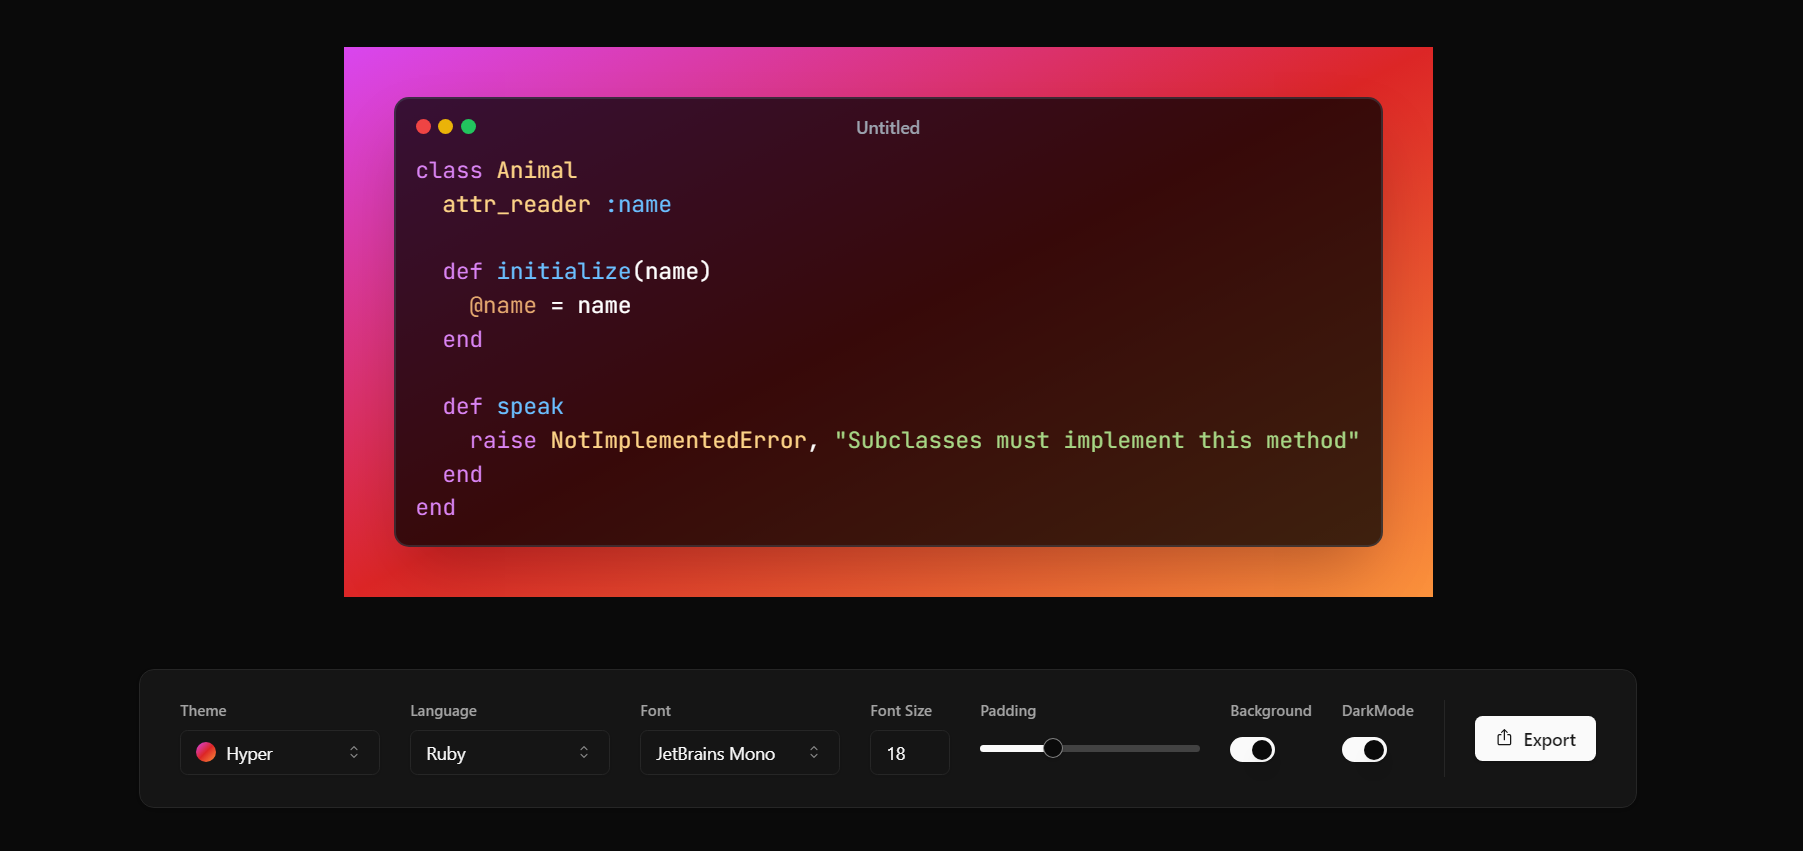 Untitled
class Animal
  attr_reader :name

  def initialize(name)
    @name = name
  end

  def speak
    raise NotImplementedError, "Subclasses must implement this method"
  end
end
Theme Language Font Font Size Padding Background DarkMode
Hyper Ruby JetBrains Mono 18 Export